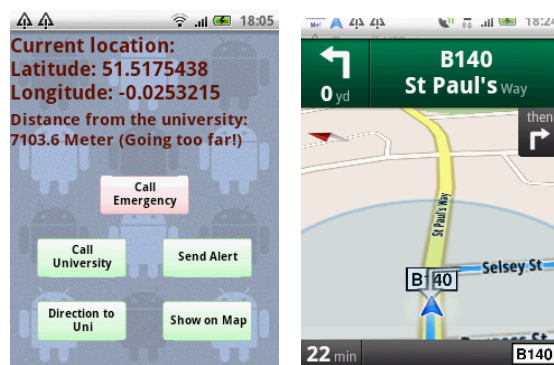 18:05
Current location:
Latitude: 51.5175438
Longitude: -0.0253215
Distance from the university:
7103.6 Meter (Going too far!)
Call
Emergency
Call
University
Send Alert
Direction to
Uni
Show on Map
18:24
B140
St Paul's Way
0 yd
then
St Paul's Way
Selsey St
B140
22 min
B140